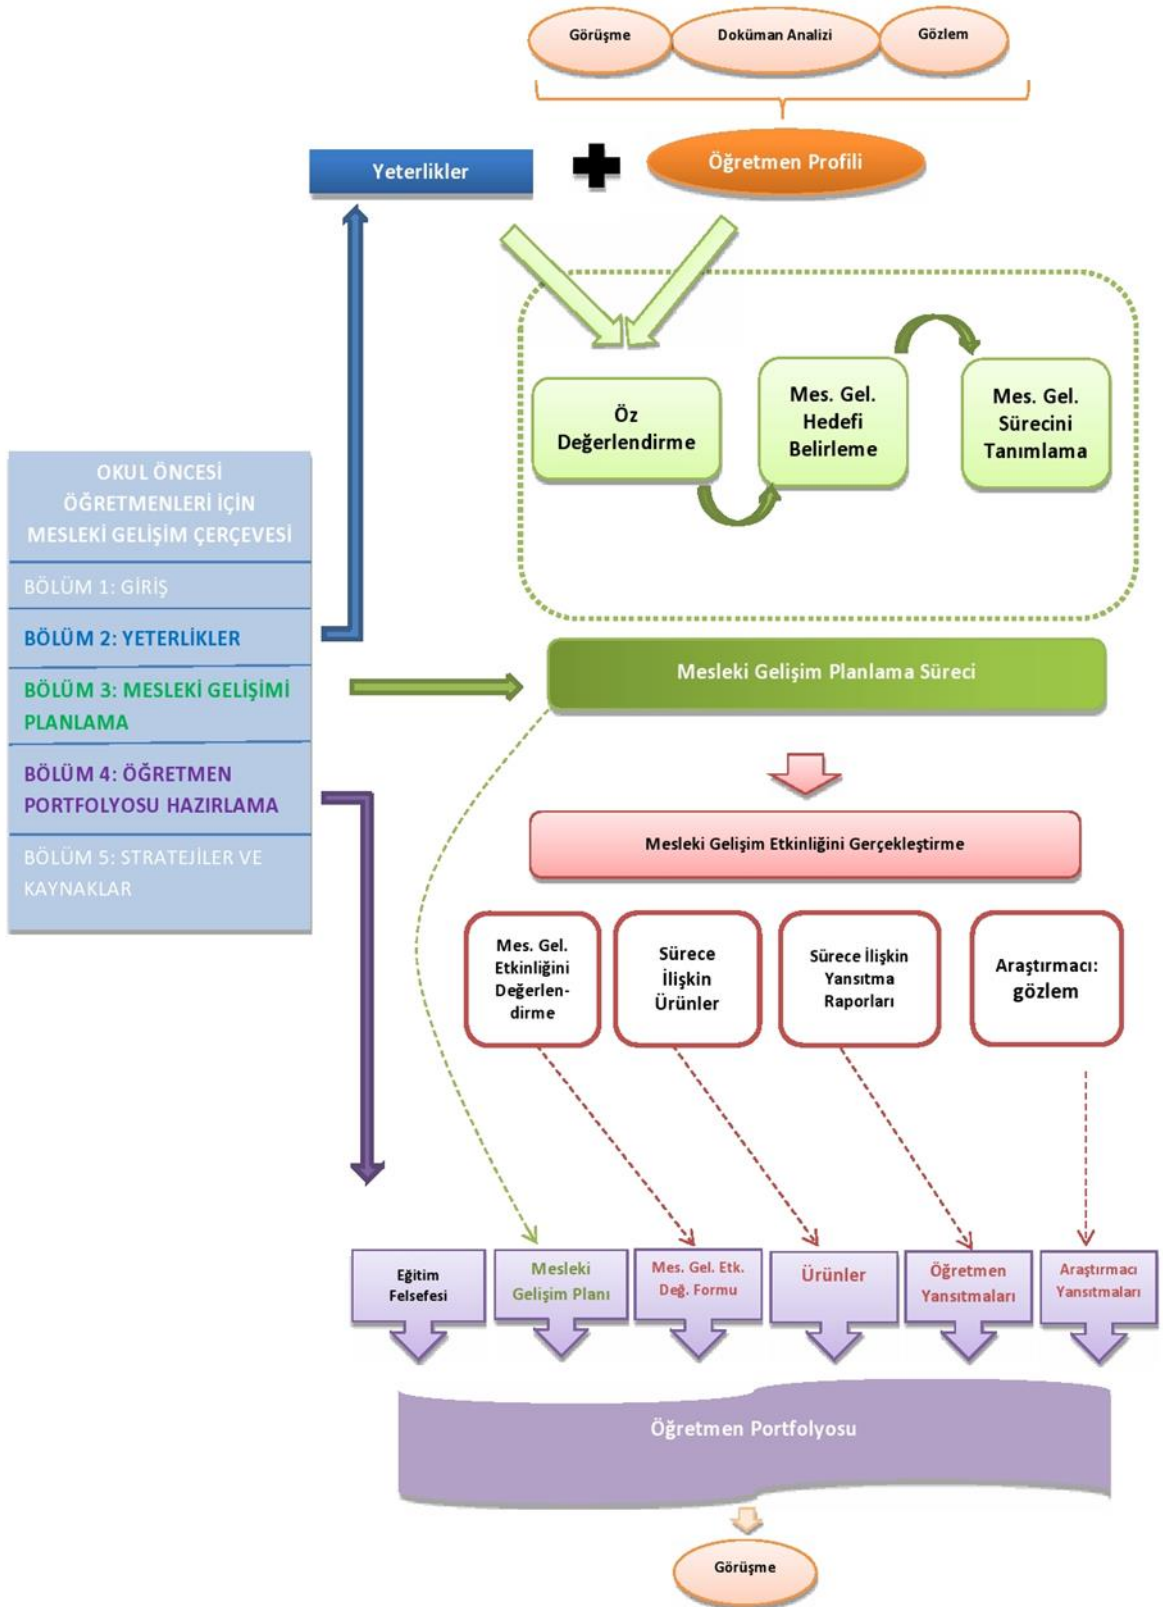 Görüşme
Doküman Analizi
Gözlem
Yeterlikler
Öğretmen Profili
Öz
Değerlendirme
Mes. Gel.
Hedefi
Belirleme
Mes. Gel.
Sürecini
Tanımlama
OKUL ÖNCESİ
ÖĞRETMENLERİ İÇİN
MESLEKİ GELİŞİM ÇERÇEVESİ
BÖLÜM 1: GİRİŞ
BÖLÜM 2: YETERLİKLER
BÖLÜM 3: MESLEKİ GELİŞİMİ
PLANLAMA
BÖLÜM 4: ÖĞRETMEN
PORTFOLYOSU HAZIRLAMA
BÖLÜM 5: STRATEJİLER VE
KAYNAKLAR
Mesleki Gelişim Planlama Süreci
Mesleki Gelişim Etkinliğini Gerçekleştirme
Mes. Gel.
Etkinliğini
Değerlen-
dirme
Sürece
İlişkin
Ürünler
Sürece İlişkin
Yansıtma
Raporları
Araştırmacı:
gözlem
Eğitim
Felsefesi
Mesleki
Gelişim Planı
Mes. Gel. Etk.
Değ. Formu
Ürünler
Öğretmen
Yansıtmaları
Araştırmacı
Yansıtmaları
Öğretmen Portfolyosu
Görüşme